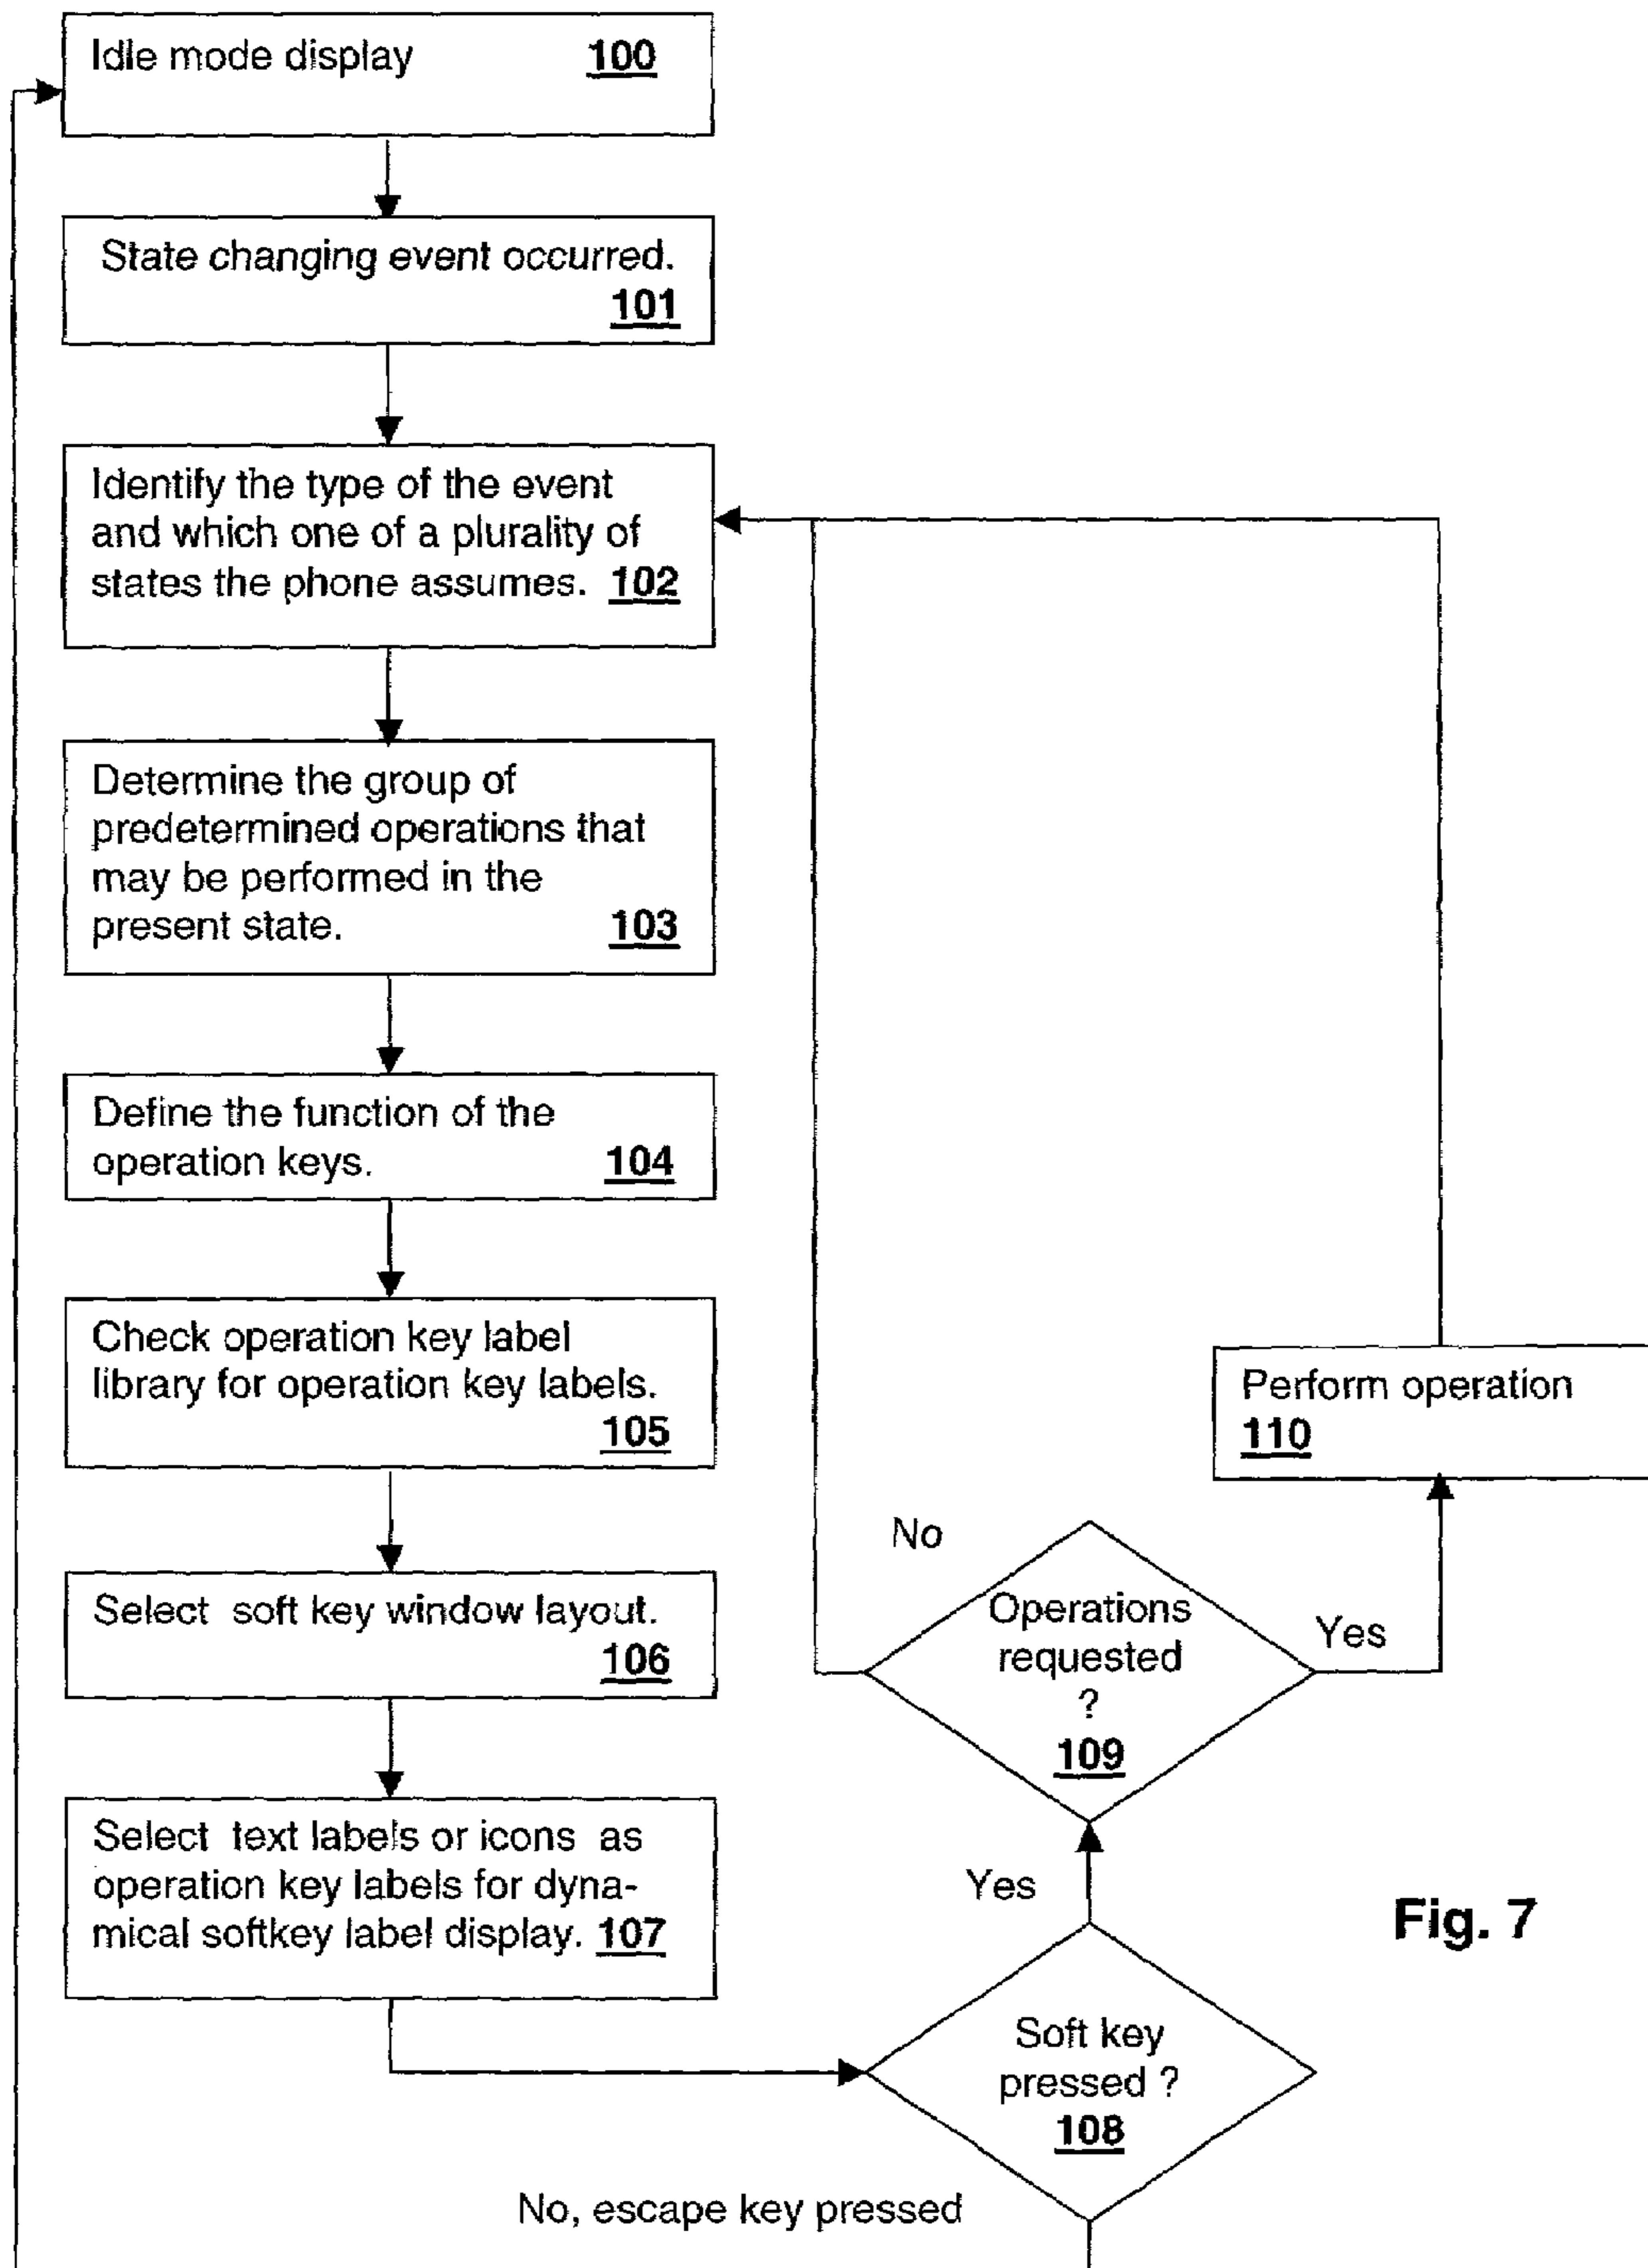 Idle mode display 100
State changing event occurred.
101
Identify the type of the event
and which one of a plurality of
states the phone assumes. 102
Determine the group of
predetermined operations that
may be performed in the
present state. 103
Define the function of the
operation keys. 104
Check operation key label
library for operation key labels.
105
Select soft key window layout.
106
Select text labels or icons as
operation key labels for dyna-
mical softkey label display. 107
Perform operation
110
No
Operations
requested
?
109
Yes
Yes
Soft key
pressed ?
108
No, escape key pressed
Fig. 7